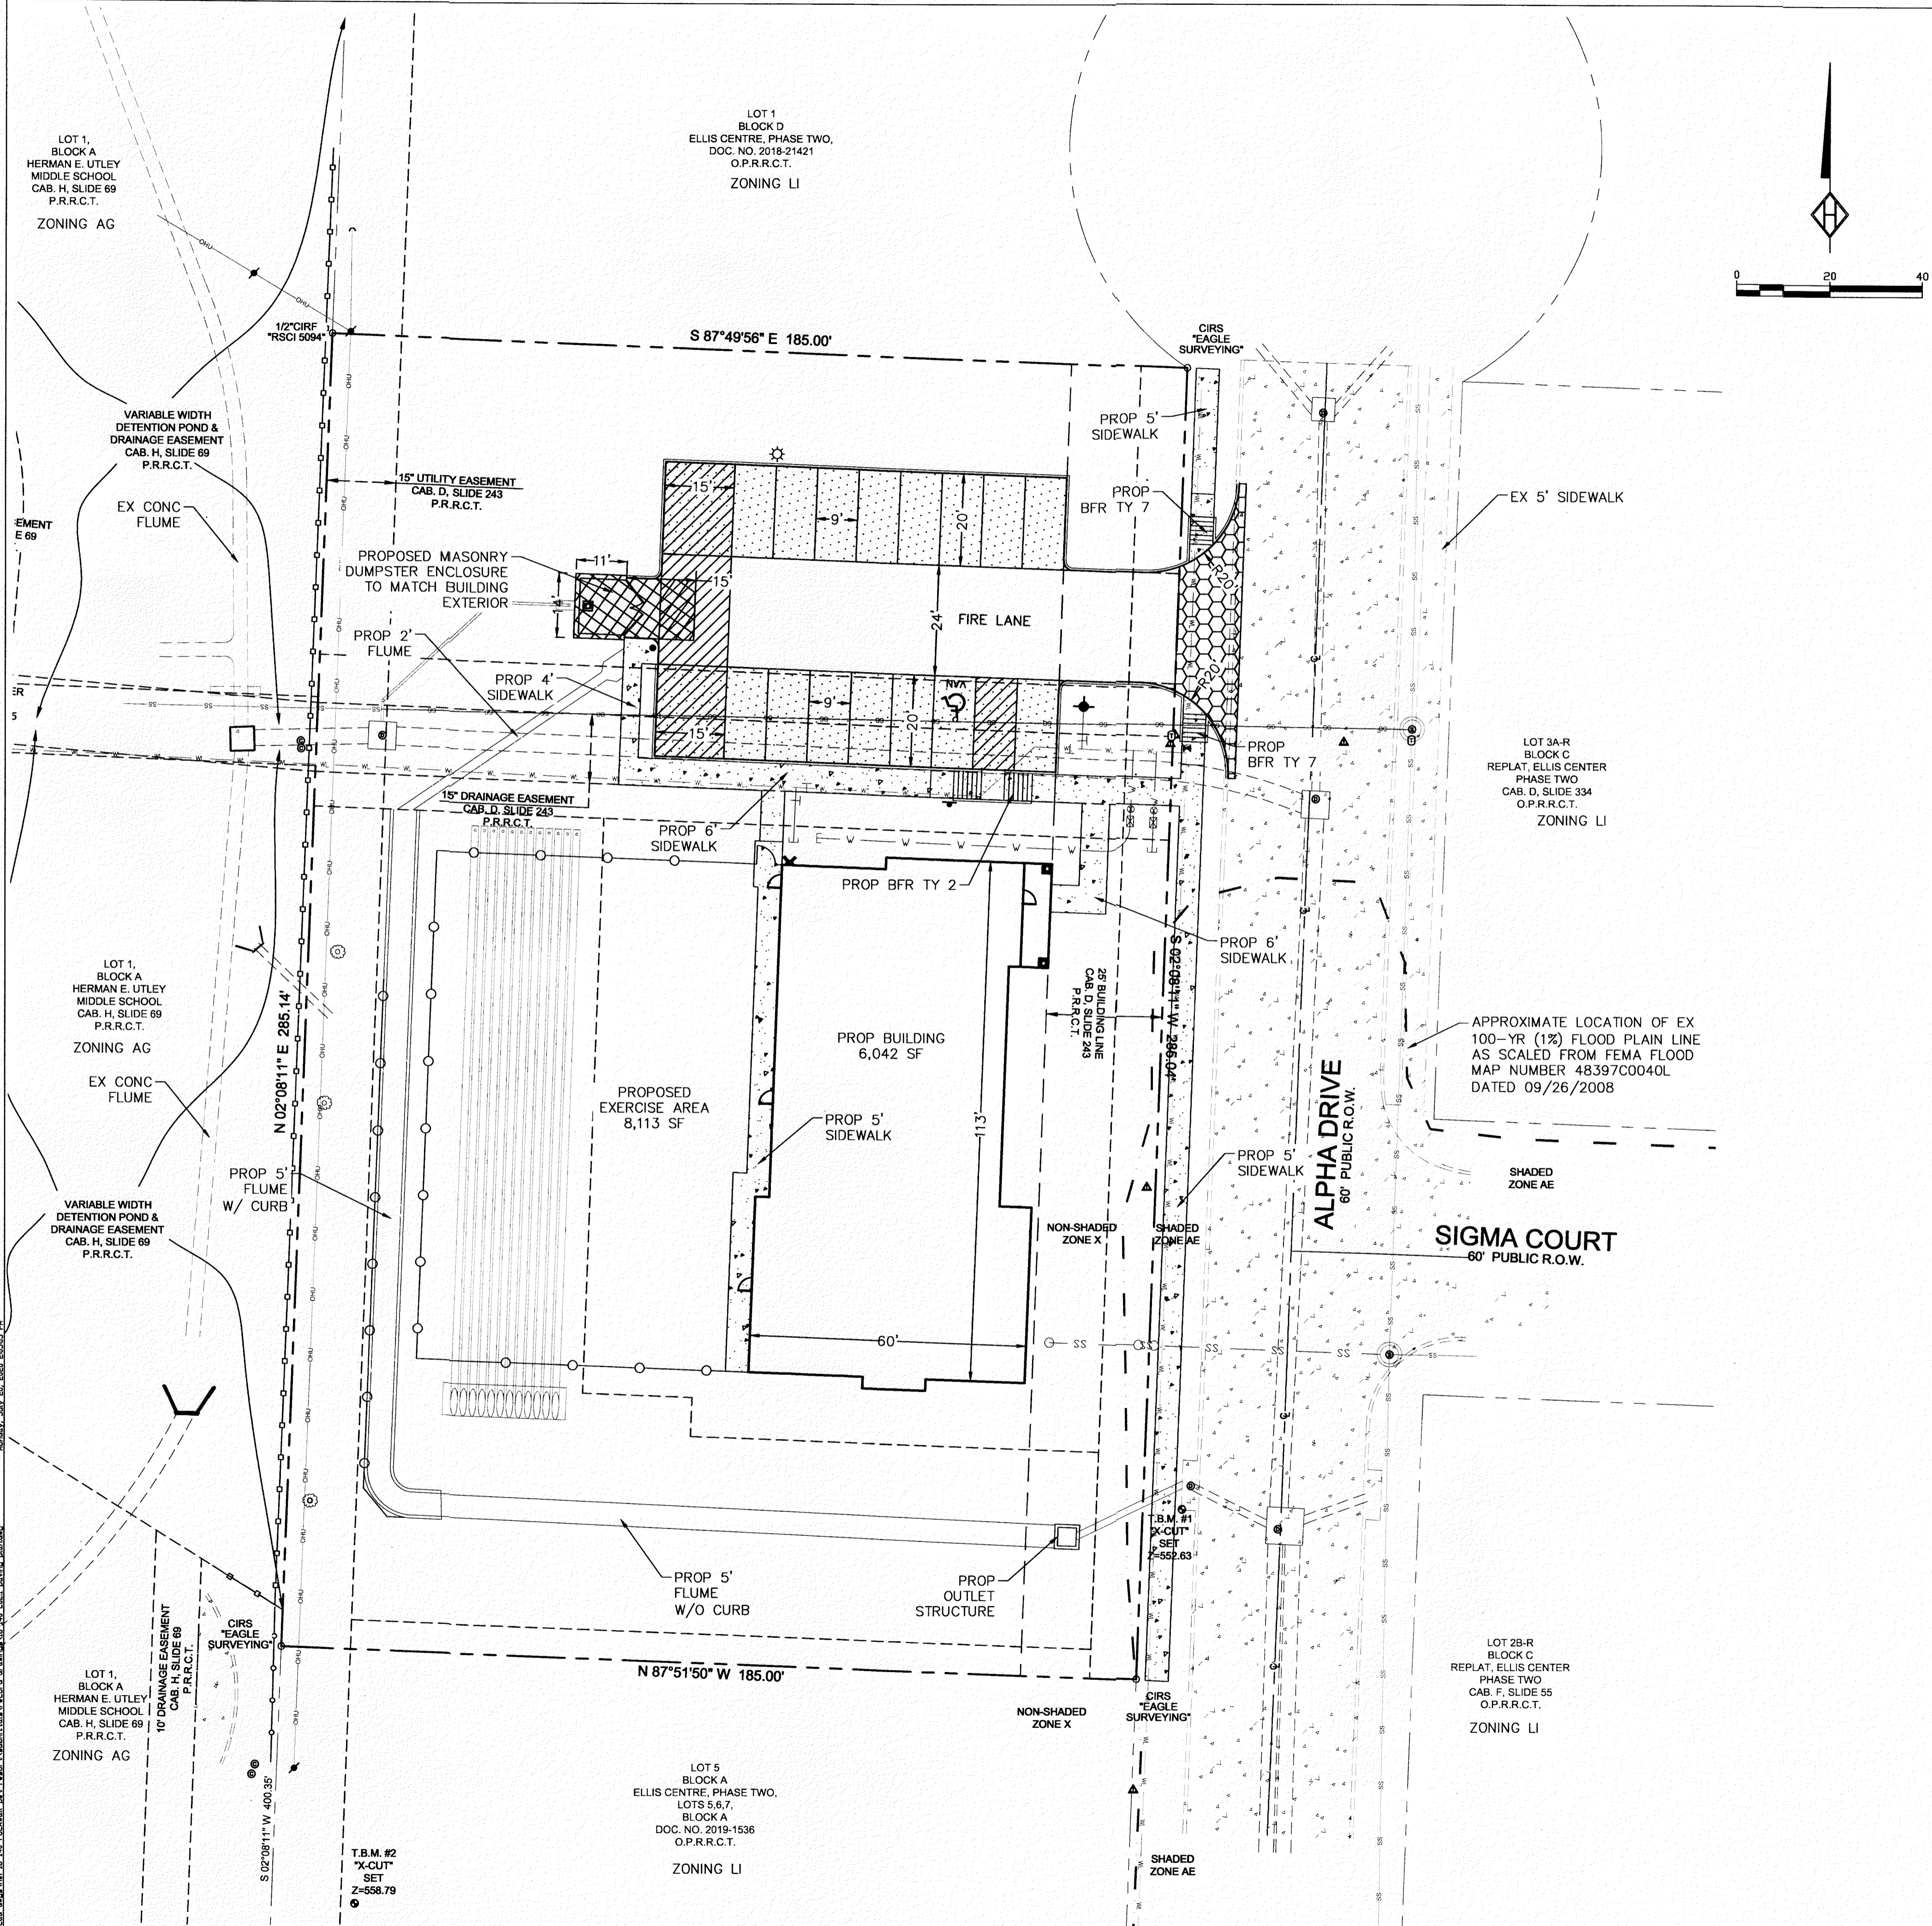 LOT 1,
BLOCK A
HERMAN E. UTLEY
MIDDLE SCHOOL
CAB. H, SLIDE 69
P.R.R.C.T.
ZONING AG
LOT 1
BLOCK D
ELLIS CENTRE, PHASE TWO,
DOC. NO. 2018-21421
O.P.R.R.C.T.
ZONING LI
0 20 40
OHU
OHU
1/2"CIRF
"RSCI 5094"
S 87°49'56" E 185.00'
CIRS
"EAGLE
SURVEYING"
VARIABLE WIDTH
DETENTION POND &
DRAINAGE EASEMENT
CAB. H, SLIDE 69
P.R.R.C.T.
PROP 5'
SIDEWALK
15" UTILITY EASEMENT
CAB. D, SLIDE 243
P.R.R.C.T.
EX CONC
FLUME
EMENT
E 69
15'
9'
20'
PROP
BFR TY 7
EX 5' SIDEWALK
PROPOSED MASONRY
DUMPSTER ENCLOSURE
TO MATCH BUILDING
EXTERIOR
11'
14'
15'
24'
FIRE LANE
R20'
R20'
PROP 2'
FLUME
PROP 4'
SIDEWALK
15'
9'
20'
VAN
PROP
BFR TY 7
ER
5
LOT 3A-R
BLOCK C
REPLAT, ELLIS CENTER
PHASE TWO
CAB. D, SLIDE 334
O.P.R.R.C.T.
ZONING LI
15" DRAINAGE EASEMENT
CAB. D, SLIDE 243
P.R.R.C.T.
PROP 6'
SIDEWALK
PROP BFR TY 2
PROP 6'
SIDEWALK
LOT 1,
BLOCK A
HERMAN E. UTLEY
MIDDLE SCHOOL
CAB. H, SLIDE 69
P.R.R.C.T.
ZONING AG
N 02°08'11" E 285.14'
25' BUILDING LINE
CAB. D, SLIDE 243
P.R.R.C.T.
S 02°08'11" W 285.04'
APPROXIMATE LOCATION OF EX
100-YR (1%) FLOOD PLAIN LINE
AS SCALED FROM FEMA FLOOD
MAP NUMBER 48397C0040L
DATED 09/26/2008
PROP BUILDING
6,042 SF
EX CONC
FLUME
PROPOSED
EXERCISE AREA
8,113 SF
PROP 5'
SIDEWALK
113'
ALPHA DRIVE
60' PUBLIC R.O.W.
PROP 5'
SIDEWALK
PROP 5'
FLUME
W/ CURB
SHADED
ZONE AE
VARIABLE WIDTH
DETENTION POND &
DRAINAGE EASEMENT
CAB. H, SLIDE 69
P.R.R.C.T.
NON-SHADED
ZONE X
SHADED
ZONE AE
SIGMA COURT
60' PUBLIC R.O.W.
60'
SS
T.B.M. #1
"X-CUT"
SET
Z=552.63
PROP 5'
FLUME
W/O CURB
PROP
OUTLET
STRUCTURE
CIRS
"EAGLE
SURVEYING"
10' DRAINAGE EASEMENT
CAB. H, SLIDE 69
P.R.R.C.T.
N 87°51'50" W 185.00'
LOT 1,
BLOCK A
HERMAN E. UTLEY
MIDDLE SCHOOL
CAB. H, SLIDE 69
P.R.R.C.T.
ZONING AG
LOT 2B-R
BLOCK C
REPLAT, ELLIS CENTER
PHASE TWO
CAB. F, SLIDE 55
O.P.R.R.C.T.
ZONING LI
NON-SHADED
ZONE X
CIRS
"EAGLE
SURVEYING"
S 02°08'11" W 400.35'
LOT 5
BLOCK A
ELLIS CENTRE, PHASE TWO,
LOTS 5,6,7,
BLOCK A
DOC. NO. 2019-1536
O.P.R.R.C.T.
ZONING LI
T.B.M. #2
"X-CUT"
SET
Z=558.79
SHADED
ZONE AE